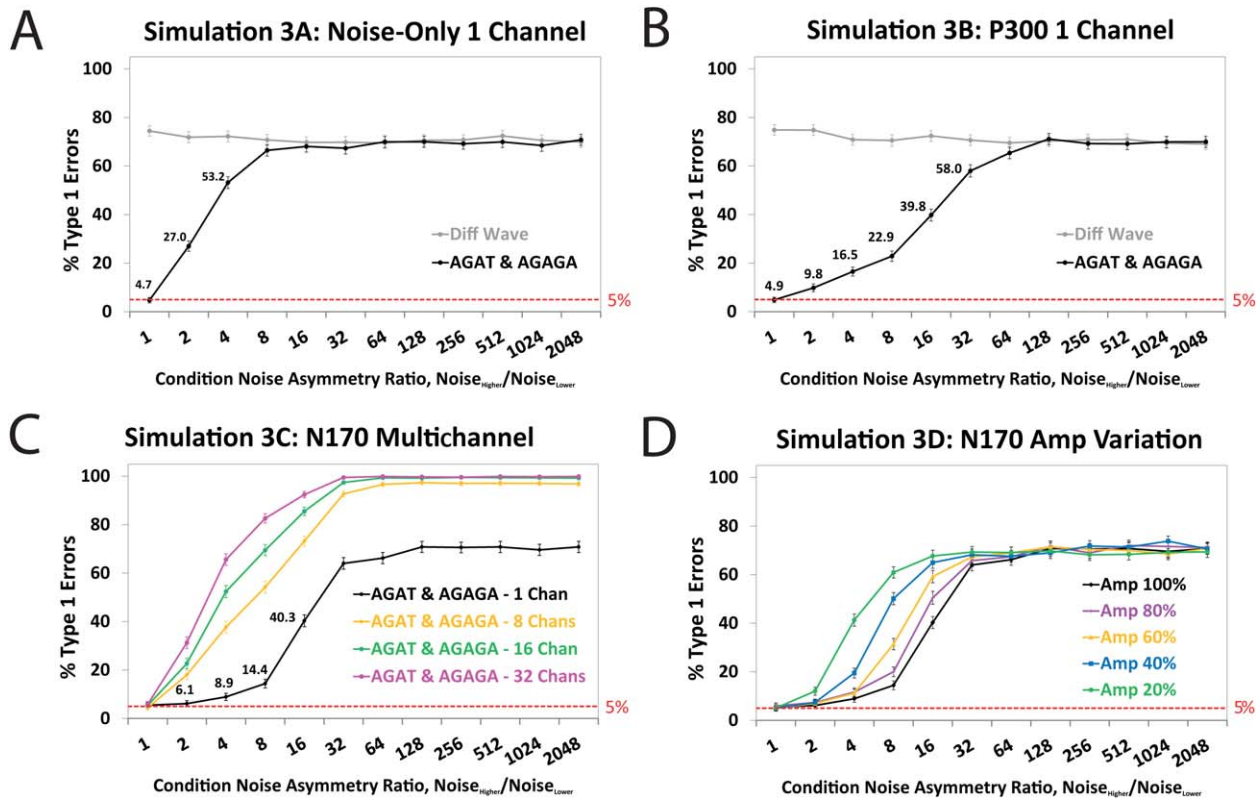 A
Simulation 3A: Noise-Only 1 Channel
% Type 1 Errors
100
80
60
40
20
0
4.7
27.0
53.2
Diff Wave
AGAT & AGAGA
5%
1 2 4 8 16 32 64 128 256 512 1024 2048
Condition Noise Asymmetry Ratio, NoiseHigher/NoiseLower
B
Simulation 3B: P300 1 Channel
% Type 1 Errors
100
80
60
40
20
0
4.9
9.8
16.5
22.9
39.8
58.0
Diff Wave
AGAT & AGAGA
5%
1 2 4 8 16 32 64 128 256 512 1024 2048
Condition Noise Asymmetry Ratio, NoiseHigher/NoiseLower
C
Simulation 3C: N170 Multichannel
% Type 1 Errors
100
80
60
40
20
0
6.1
8.9
14.4
40.3
AGAT & AGAGA - 1 Chan
AGAT & AGAGA - 8 Chans
AGAT & AGAGA - 16 Chan
AGAT & AGAGA - 32 Chans
5%
1 2 4 8 16 32 64 128 256 512 1024 2048
Condition Noise Asymmetry Ratio, NoiseHigher/NoiseLower
D
Simulation 3D: N170 Amp Variation
% Type 1 Errors
100
80
60
40
20
0
Amp 100%
Amp 80%
Amp 60%
Amp 40%
Amp 20%
5%
1 2 4 8 16 32 64 128 256 512 1024 2048
Condition Noise Asymmetry Ratio, NoiseHigher/NoiseLower